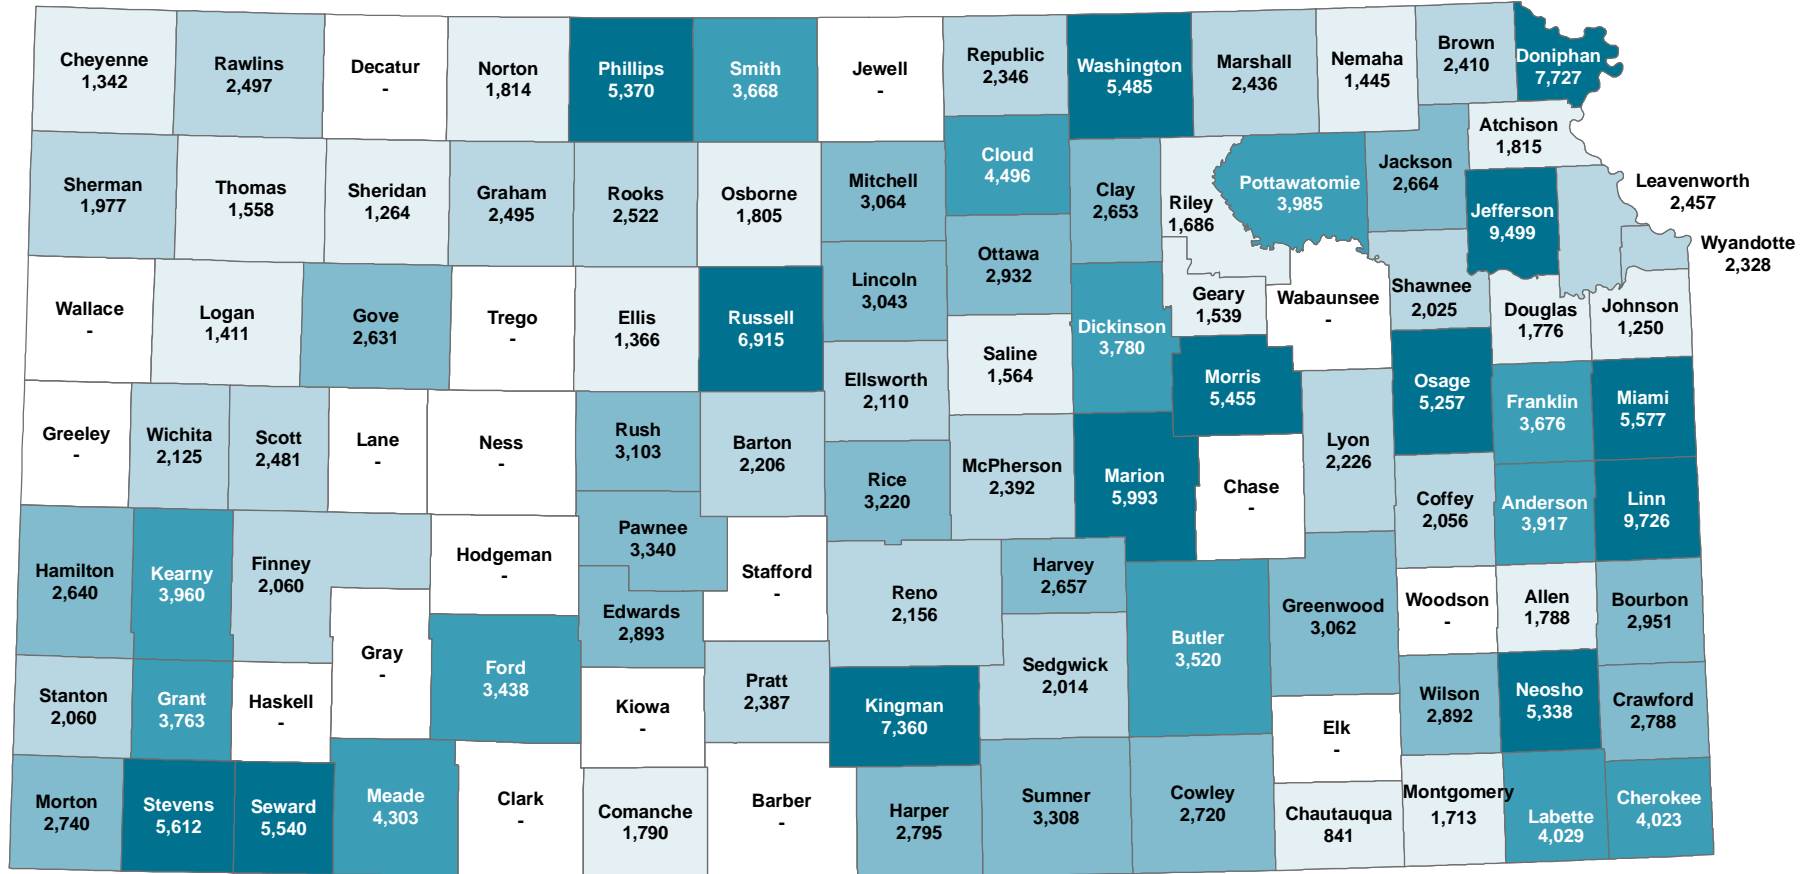 Cheyenne
1,342
Rawlins
2,497
Decatur
-
Norton
1,814
Phillips
5,370
Smith
3,668
Jewell
-
Republic
2,346
Washington
5,485
Marshall
2,436
Nemaha
1,445
Brown
2,410
Doniphan
7,727
Sherman
1,977
Thomas
1,558
Sheridan
1,264
Graham
2,495
Rooks
2,522
Osborne
1,805
Mitchell
3,064
Cloud
4,496
Clay
2,653
Riley
1,686
Pottawatomie
3,985
Jackson
2,664
Atchison
1,815
Jefferson
9,499
Leavenworth
2,457
Wyandotte
2,328
Wallace
-
Logan
1,411
Gove
2,631
Trego
-
Ellis
1,366
Russell
6,915
Lincoln
3,043
Ottawa
2,932
Saline
1,564
Dickinson
3,780
Geary
1,539
Wabaunsee
-
Shawnee
2,025
Douglas
1,776
Johnson
1,250
Greeley
-
Wichita
2,125
Scott
2,481
Lane
-
Ness
-
Rush
3,103
Barton
2,206
Ellsworth
2,110
Rice
3,220
McPherson
2,392
Marion
5,993
Morris
5,455
Chase
-
Lyon
2,226
Osage
5,257
Franklin
3,676
Miami
5,577
Coffey
2,056
Anderson
3,917
Linn
9,726
Hamilton
2,640
Kearny
3,960
Finney
2,060
Hodgeman
-
Pawnee
3,340
Edwards
2,893
Stafford
-
Reno
2,156
Harvey
2,657
Sedgwick
2,014
Butler
3,520
Greenwood
3,062
Woodson
-
Allen
1,788
Bourbon
2,951
Stanton
2,060
Grant
3,763
Haskell
-
Gray
-
Ford
3,438
Kiowa
-
Pratt
2,387
Kingman
7,360
Elk
-
Wilson
2,892
Neosho
5,338
Crawford
2,788
Morton
2,740
Stevens
5,612
Seward
5,540
Meade
4,303
Clark
-
Comanche
1,790
Barber
-
Harper
2,795
Sumner
3,308
Cowley
2,720
Chautauqua
841
Montgomery
1,713
Labette
4,029
Cherokee
4,023